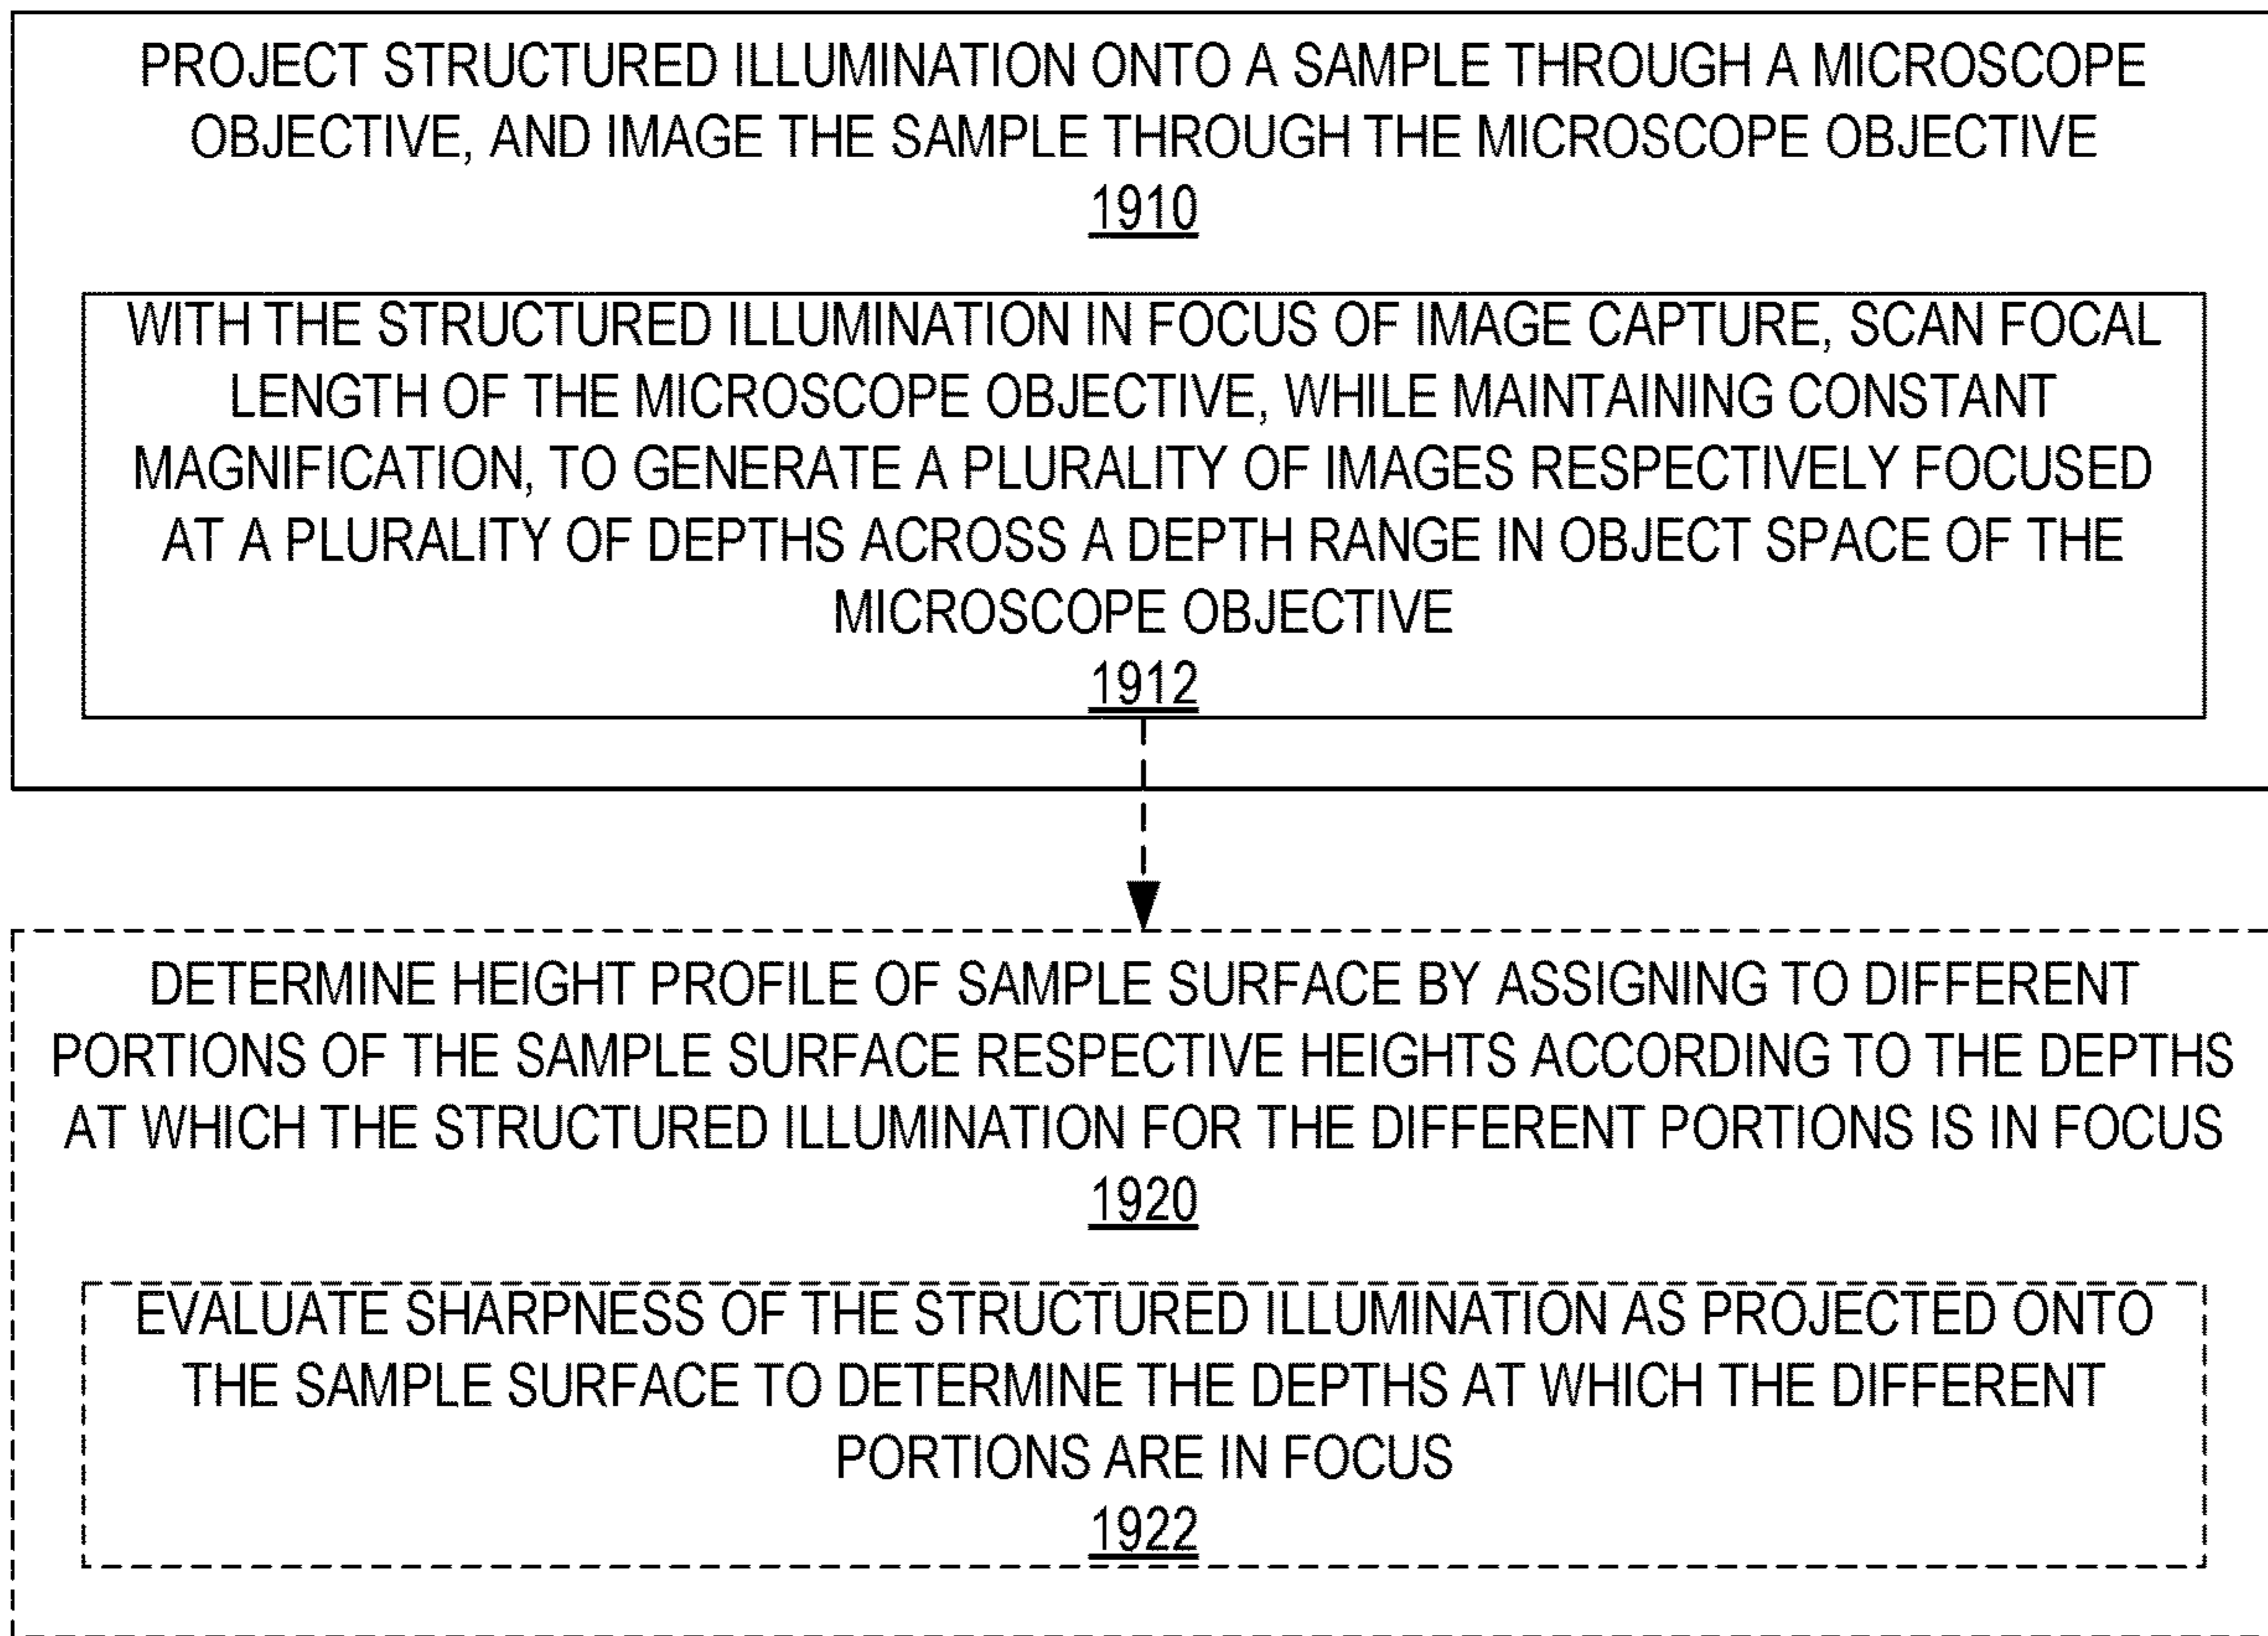 PROJECT STRUCTURED ILLUMINATION ONTO A SAMPLE THROUGH A MICROSCOPE
OBJECTIVE, AND IMAGE THE SAMPLE THROUGH THE MICROSCOPE OBJECTIVE
1910
WITH THE STRUCTURED ILLUMINATION IN FOCUS OF IMAGE CAPTURE, SCAN FOCAL
LENGTH OF THE MICROSCOPE OBJECTIVE, WHILE MAINTAINING CONSTANT
MAGNIFICATION, TO GENERATE A PLURALITY OF IMAGES RESPECTIVELY FOCUSED
AT A PLURALITY OF DEPTHS ACROSS A DEPTH RANGE IN OBJECT SPACE OF THE
MICROSCOPE OBJECTIVE
1912
DETERMINE HEIGHT PROFILE OF SAMPLE SURFACE BY ASSIGNING TO DIFFERENT
PORTIONS OF THE SAMPLE SURFACE RESPECTIVE HEIGHTS ACCORDING TO THE DEPTHS
AT WHICH THE STRUCTURED ILLUMINATION FOR THE DIFFERENT PORTIONS IS IN FOCUS
1920
EVALUATE SHARPNESS OF THE STRUCTURED ILLUMINATION AS PROJECTED ONTO
THE SAMPLE SURFACE TO DETERMINE THE DEPTHS AT WHICH THE DIFFERENT
PORTIONS ARE IN FOCUS
1922